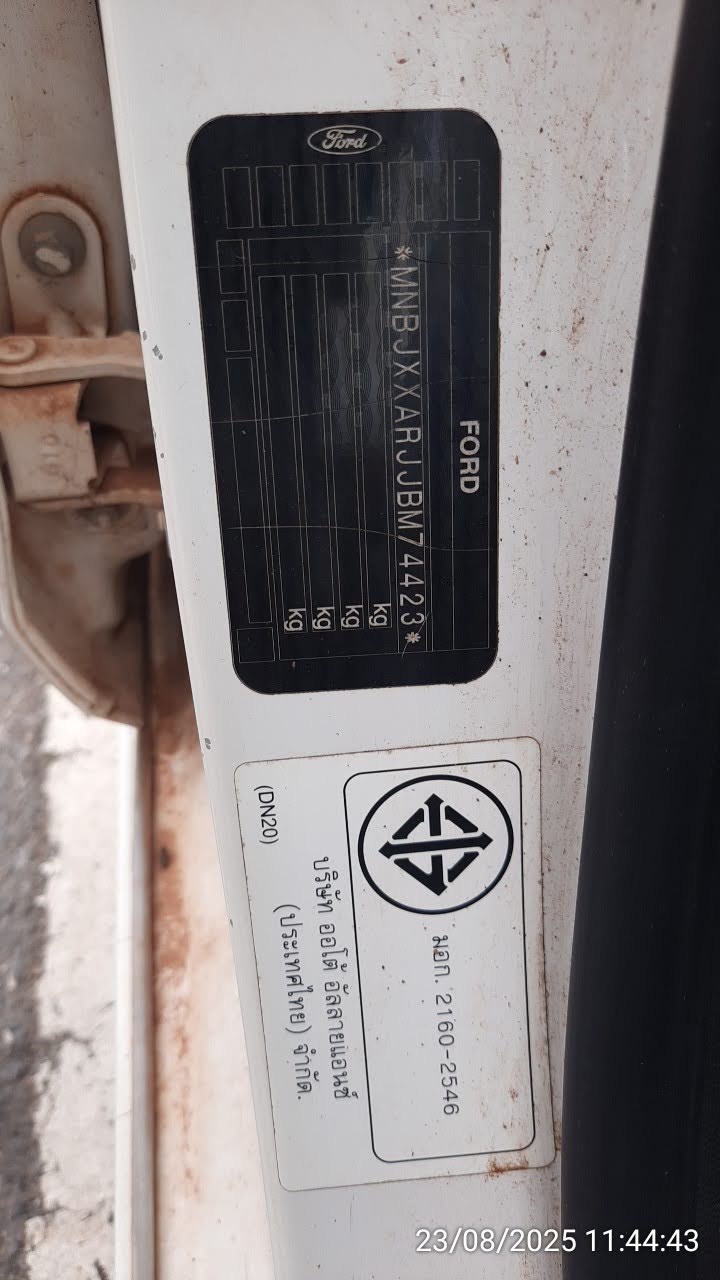 Ford
FORD
*MNBJXXARJJBM74423*
kg
kg
kg
kg
มอก. 2160-2546
บริษัท ออโต้ อัลลายแอนซ์
(ประเทศไทย) จำกัด.
(DN20)
23/08/2025 11:44:43